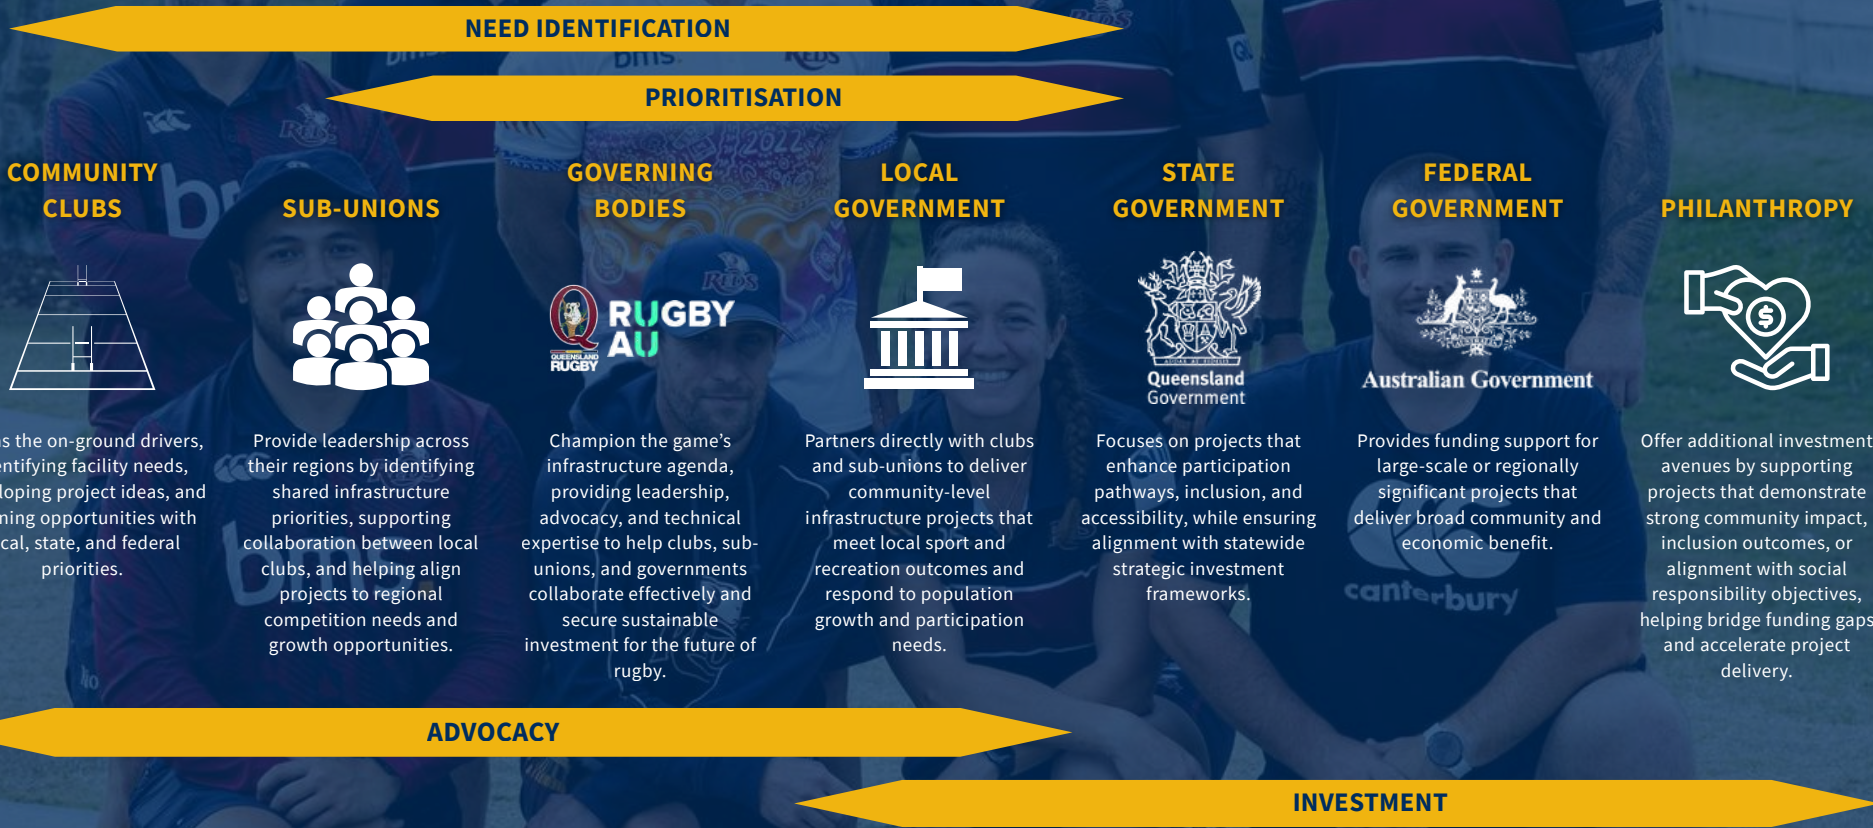 NEED IDENTIFICATION
PRIORITISATION
COMMUNITY
CLUBS
SUB-UNIONS
GOVERNING
BODIES
LOCAL
GOVERNMENT
STATE
GOVERNMENT
FEDERAL
GOVERNMENT
PHILANTHROPY
QUEENSLAND
RUGBY
RUGBY
AU
Queensland
Government
Australian Government
the on-ground drivers,
facility needs,
project ideas, and
opportunities with
state, and federal
priorities.
Provide leadership across
their regions by identifying
shared infrastructure
priorities, supporting
collaboration between local
clubs, and helping align
projects to regional
competition needs and
growth opportunities.
Champion the game’s
infrastructure agenda,
providing leadership,
advocacy, and technical
expertise to help clubs, sub-
unions, and governments
collaborate effectively and
secure sustainable
investment for the future of
rugby.
Partners directly with clubs
and sub-unions to deliver
community-level
infrastructure projects that
meet local sport and
recreation outcomes and
respond to population
growth and participation
needs.
Focuses on projects that
enhance participation
pathways, inclusion, and
accessibility, while ensuring
alignment with statewide
strategic investment
frameworks.
Provides funding support for
large-scale or regionally
significant projects that
deliver broad community and
economic benefit.
Offer additional investment
avenues by supporting
projects that demonstrate
strong community impact,
inclusion outcomes, or
alignment with social
responsibility objectives,
helping bridge funding gaps
and accelerate project
delivery.
ADVOCACY
INVESTMENT
bms
REDS
REDS
REDS
2022
REDS
canterbury